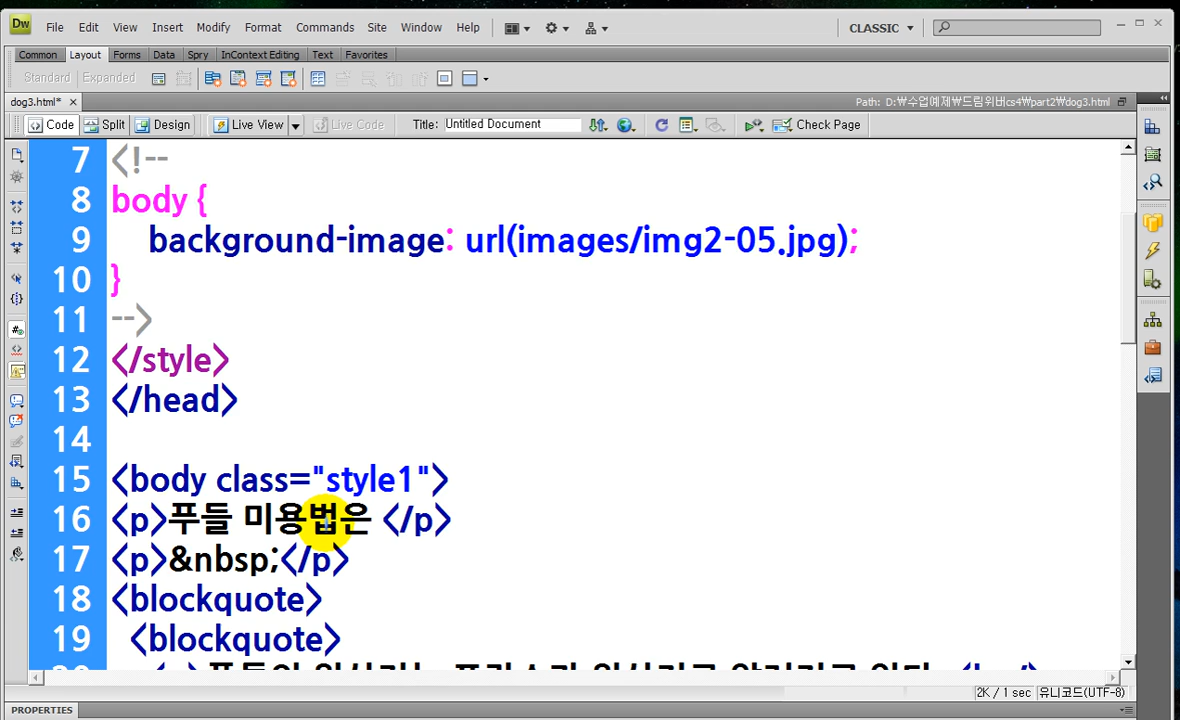 Dw File Edit View Insert Modify Format Commands Site Window Help CLASSIC
Common Layout Forms Data Spry InContext Editing Text Favorites
Standard Expanded
dog3.html* Path: D:₩수업예제₩드림위버cs4₩part2₩dog3.html
Code Split Design Live View Live Code Title: Untitled Document Check Page
7 <!--
8 body {
9 background-image: url(images/img2-05.jpg);
10 }
11 -->
12 </style>
13 </head>
14
15 <body class="style1">
16 <p>푸들 미용법은 </p>
17 <p>&nbsp;</p>
18 <blockquote>
19 <blockquote>
2K / 1 sec 유니코드(UTF-8)
PROPERTIES